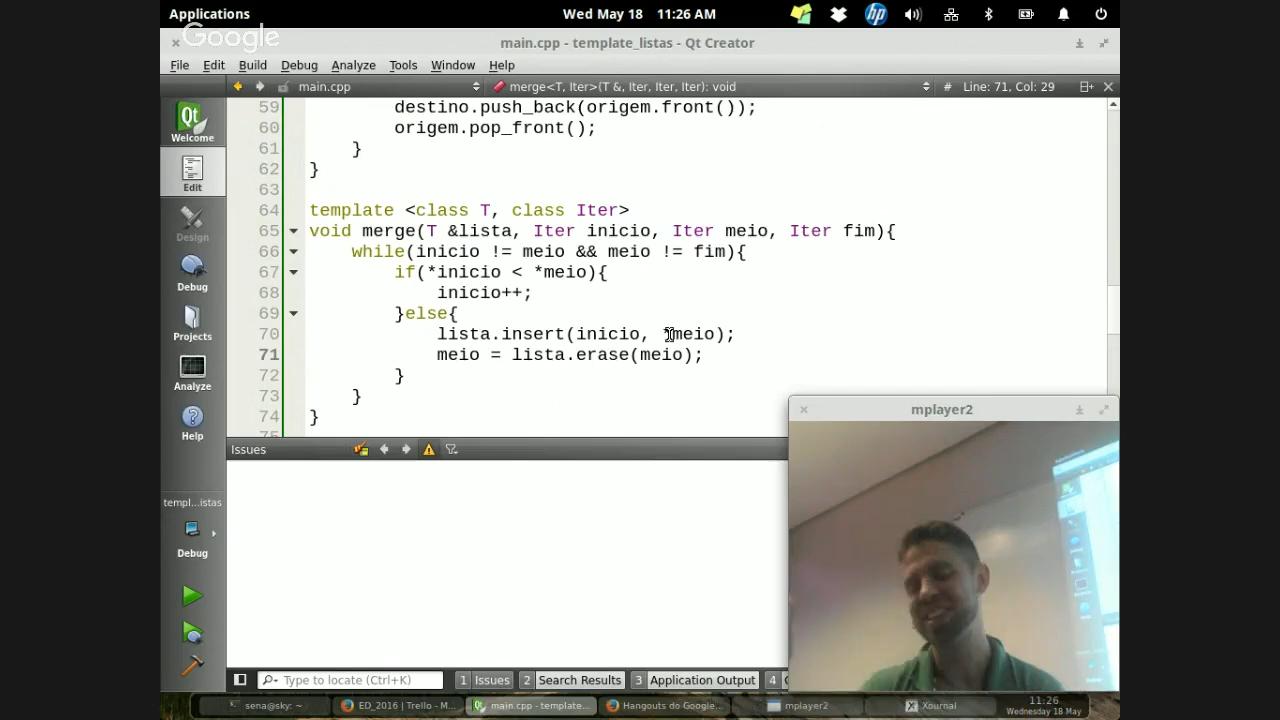 Applications
Wed May 18 11:26 AM
Google
main.cpp - template_listas - Qt Creator
File Edit Build Debug Analyze Tools Window Help
main.cpp
merge<T, Iter>(T &, Iter, Iter, Iter): void
# Line: 71, Col: 29
Qt
Welcome
Edit
Design
Debug
Projects
Analyze
Help
templ...istas
Debug
59 destino.push_back(origem.front());
60 origem.pop_front();
61 }
62 }
63
64 template <class T, class Iter>
65 void merge(T &lista, Iter inicio, Iter meio, Iter fim){
66 while(inicio != meio && meio != fim){
67 if(*inicio < *meio){
68 inicio++;
69 }else{
70 lista.insert(inicio, *meio);
71 meio = lista.erase(meio);
72 }
73 }
74 }
75
Issues
mplayer2
Type to locate (Ctrl+K)
1 Issues 2 Search Results 3 Application Output 4
sena@sky: ~
ED_2016 | Trello - M...
main.cpp - template...
Hangouts do Google...
mplayer2
Xournal
11:26
Wednesday 18 May